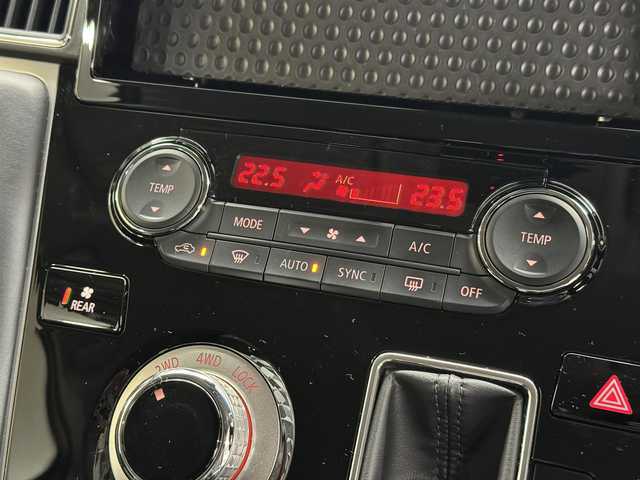 22.5 A/C 23.5
TEMP
TEMP
MODE
A/C
AUTO
SYNC
OFF
REAR
2WD 4WD LOCK